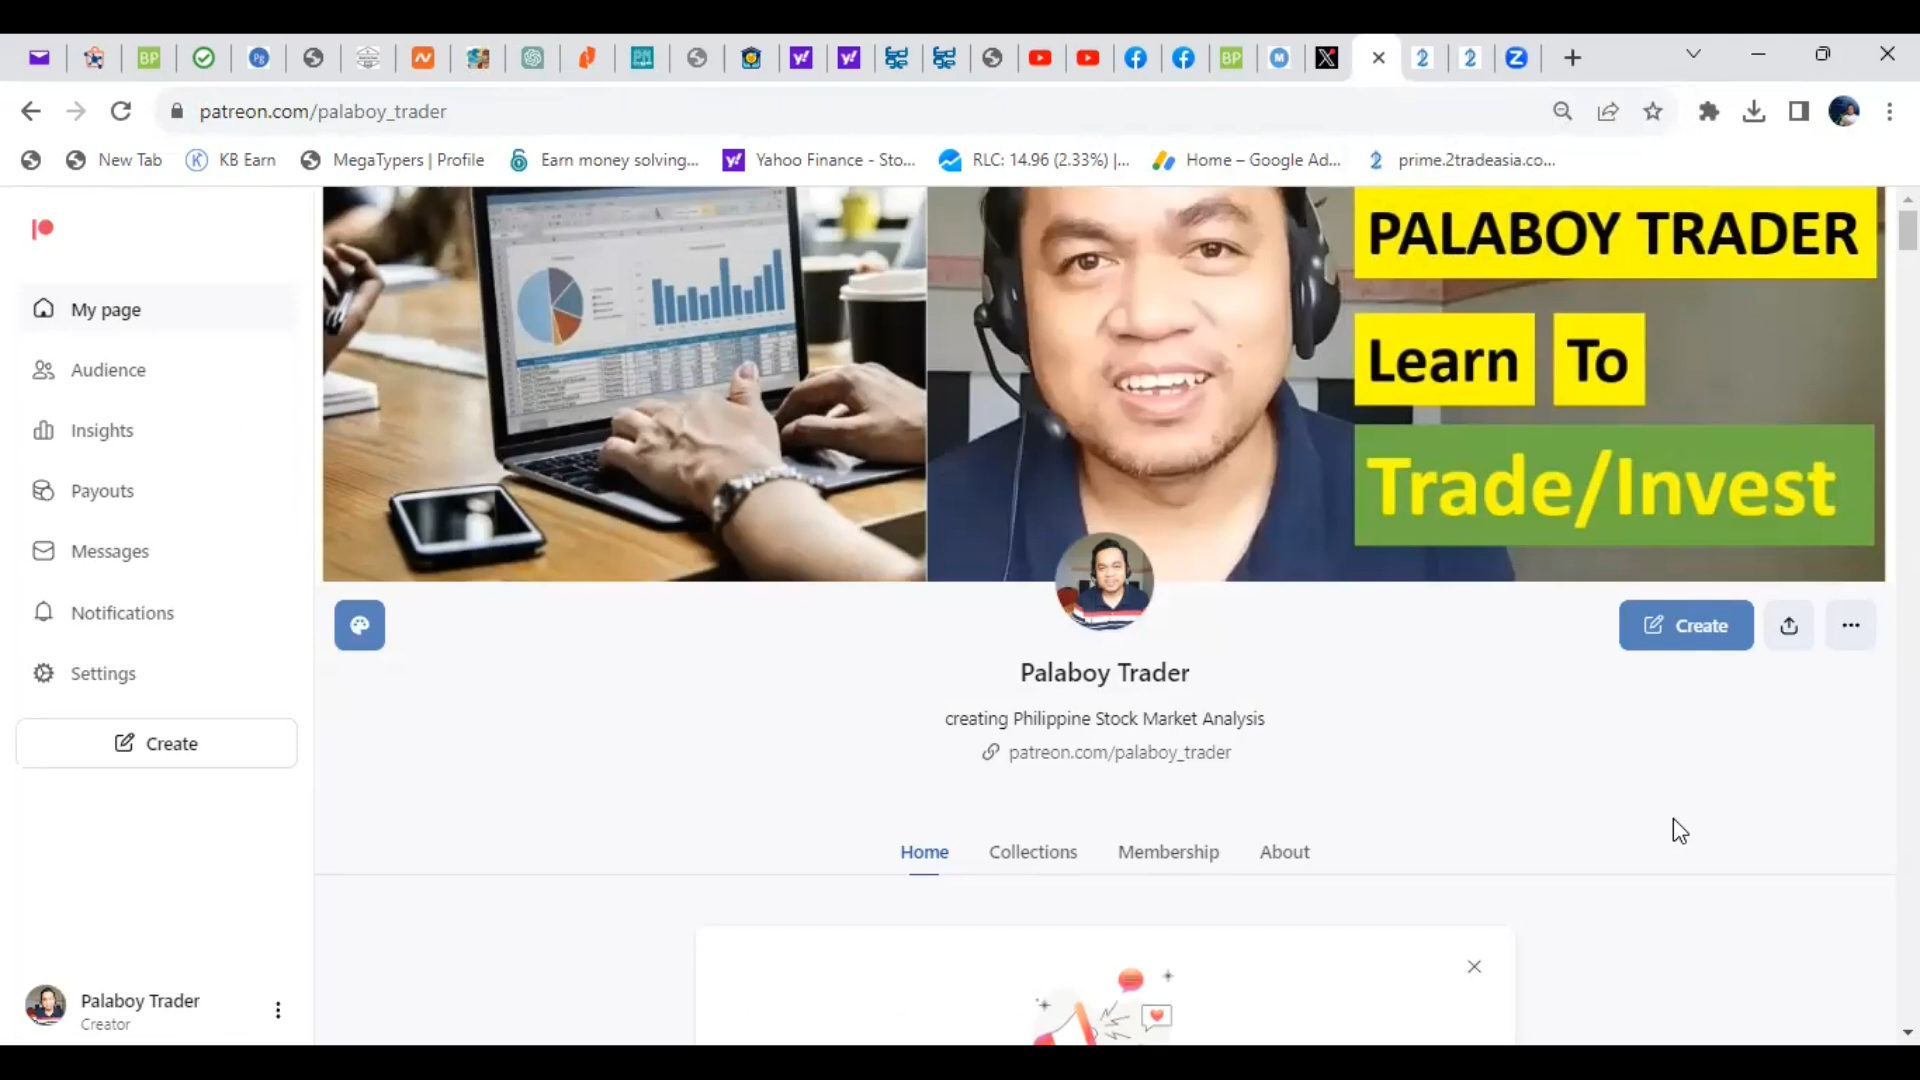 patreon.com/palaboy_trader
New Tab
KB Earn
MegaTypers | Profile
Earn money solving...
Yahoo Finance - Sto...
RLC: 14.96 (2.33%) |...
Home – Google Ad...
prime.2tradeasia.co...
My page
Audience
Insights
Payouts
Messages
Notifications
Settings
Create
Palaboy Trader
Creator
PALABOY TRADER
Learn To
Trade/Invest
Create
Palaboy Trader
creating Philippine Stock Market Analysis
patreon.com/palaboy_trader
Home
Collections
Membership
About